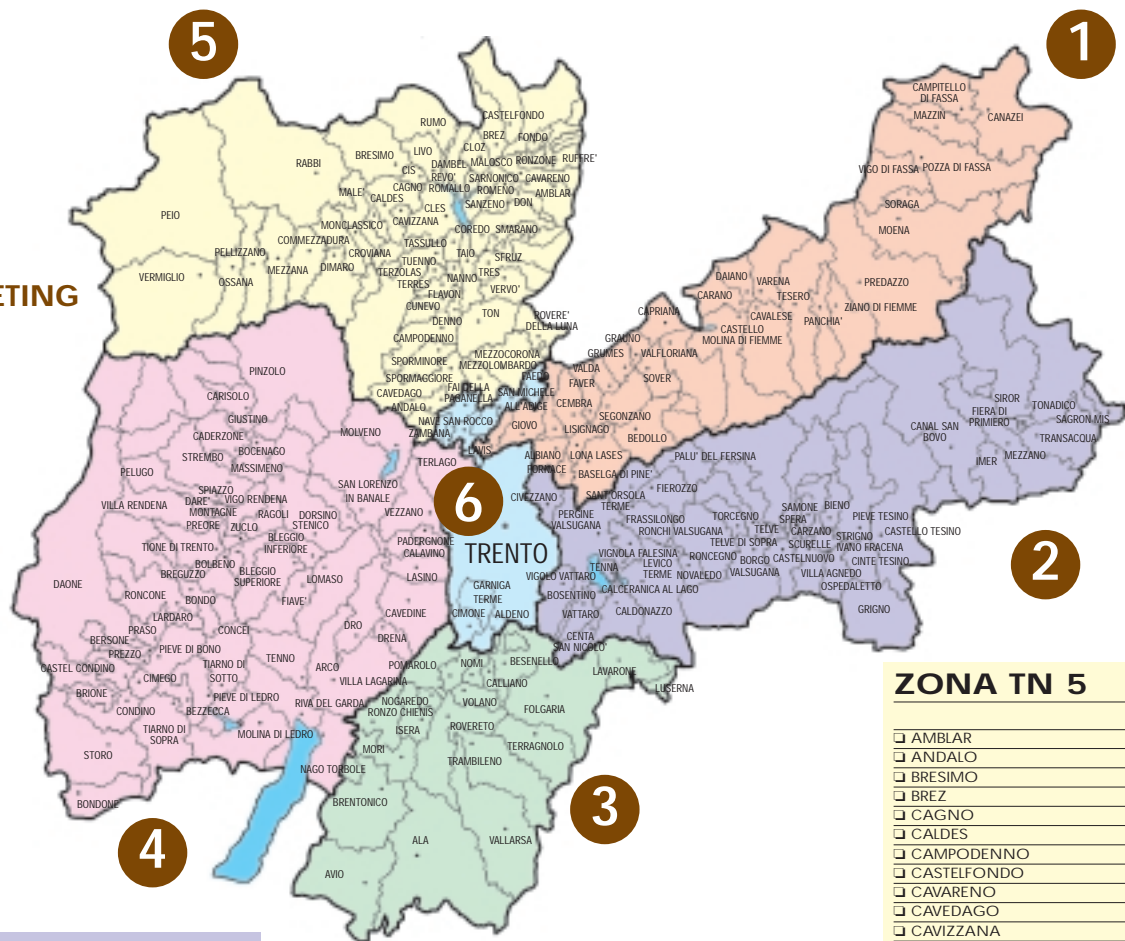 5
1
CAMPITELLO
DI FASSA
MAZZIN
CANAZEI
VIGO DI FASSA
POZZA DI FASSA
SORAGA
MOENA
PREDAZZO
ZIANO DI FIEMME
DAIANO
VARENA
CARANO
TESERO
CAVALESE
PANCHIA'
CASTELLO
MOLINA DI FIEMME
CAPRIANA
GRAUNO
GRUMES
VALFLORIANA
VALDA
FAVER
SOVER
CEMBRA
SEGONZANO
GIOVO
LISIGNAGO
BEDOLLO
ALBIANO
LONA LASES
FORNACE
BASELGA DI PINE'
CASTELFONDO
RUMO
BREZ
FONDO
CLOZ
LIVO
BRESIMO
RABBI
DAMBEL
MALOSCO
RONZONE
RUFFRE'
CIS
REVO'
SARNONICO
CAVARENO
CAGNO
ROMALLO
ROMENO
AMBLAR
MALE'
CALDES
SANZENO
DON
CLES
PEIO
CAVIZZANA
MONCLASSICO
COREDO
SMARANO
COMMEZZADURA
TASSULLO
CROVIANA
TAIO
SFRUZ
PELLIZZANO
TUENNO
VERMIGLIO
MEZZANA
DIMARO
TERZOLAS
NANNO
TRES
OSSANA
TERRES
VERVO'
FLAVON
CUNEVO
TON
ROVERE'
DELLA LUNA
DENNO
CAMPODENNO
MEZZOCORONA
SPORMINORE
MEZZOLOMBARDO
SPORMAGGIORE
FAEDO
CAVEDAGO
FAI DELLA
PAGANELLA
SAN MICHELE
ALL'ADIGE
ANDALO
NAVE SAN ROCCO
ZAMBANA
LAVIS
ETING
PINZOLO
CARISOLO
GIUSTINO
CADERZONE
MOLVENO
STREMBO
BOCENAGO
TERLAGO
PELUGO
MASSIMENO
SAN LORENZO
IN BANALE
VILLA RENDENA
SPIAZZO
VIGO RENDENA
DARE'
MONTAGNE
RAGOLI
DORSINO
VEZZANO
PREORE
ZUCLO
STENICO
BLEGGIO
INFERIORE
PADERGNONE
CALAVINO
TIONE DI TRENTO
BOLBENO
BREGUZZO
BLEGGIO
SUPERIORE
LOMASO
LASINO
DAONE
RONCONE
BONDO
FIAVE'
CAVEDINE
LARDARO
DRO
PRASO
CONCEI
DRENA
BERSONE
PREZZO
PIEVE DI BONO
TENNO
CASTEL CONDINO
CIMEGO
TIARNO DI
SOTTO
ARCO
BRIONE
PIEVE DI LEDRO
RIVA DEL GARDA
CONDINO
BEZZECCA
TIARNO DI
SOPRA
MOLINA DI LEDRO
STORO
NAGO TORBOLE
BONDONE
4
6
TRENTO
GARNIGA
TERME
CIMONE
ALDENO
CIVEZZANO
PALU' DEL FERSINA
SANT'ORSOLA
TERME
FIEROZZO
PERGINE
VALSUGANA
FRASSILONGO
RONCHI VALSUGANA
TORCEGNO
SAMONE
BIENO
SPERA
PIEVE TESINO
TELVE
CARZANO
STRIGNO
CASTELLO TESINO
VIGNOLA FALESINA
TELVE DI SOPRA
SCURELLE
IVANO FRACENA
TENNA
LEVICO
TERME
RONCEGNO
BORGO
VALSUGANA
CASTELNUOVO
CINTE TESINO
VIGOLO VATTARO
NOVALEDO
VILLA AGNEDO
BOSENTINO
CALCERANICA AL LAGO
OSPEDALETTO
VATTARO
CALDONAZZO
GRIGNO
CENTA
SAN NICOLO'
SIROR
TONADICO
FIERA DI
PRIMIERO
SAGRON MIS
CANAL SAN
BOVO
TRANSACQUA
MEZZANO
IMER
2
POMAROLO
NOMI
BESENELLO
LAVARONE
VILLA LAGARINA
CALLIANO
LUSERNA
NOGAREDO
VOLANO
FOLGARIA
RONZO CHIENIS
ISERA
ROVERETO
MORI
TERRAGNOLO
TRAMBILENO
BRENTONICO
ALA
VALLARSA
AVIO
3
ZONA TN 5
❑ AMBLAR
❑ ANDALO
❑ BRESIMO
❑ BREZ
❑ CAGNO
❑ CALDES
❑ CAMPODENNO
❑ CASTELFONDO
❑ CAVARENO
❑ CAVEDAGO
❑ CAVIZZANA